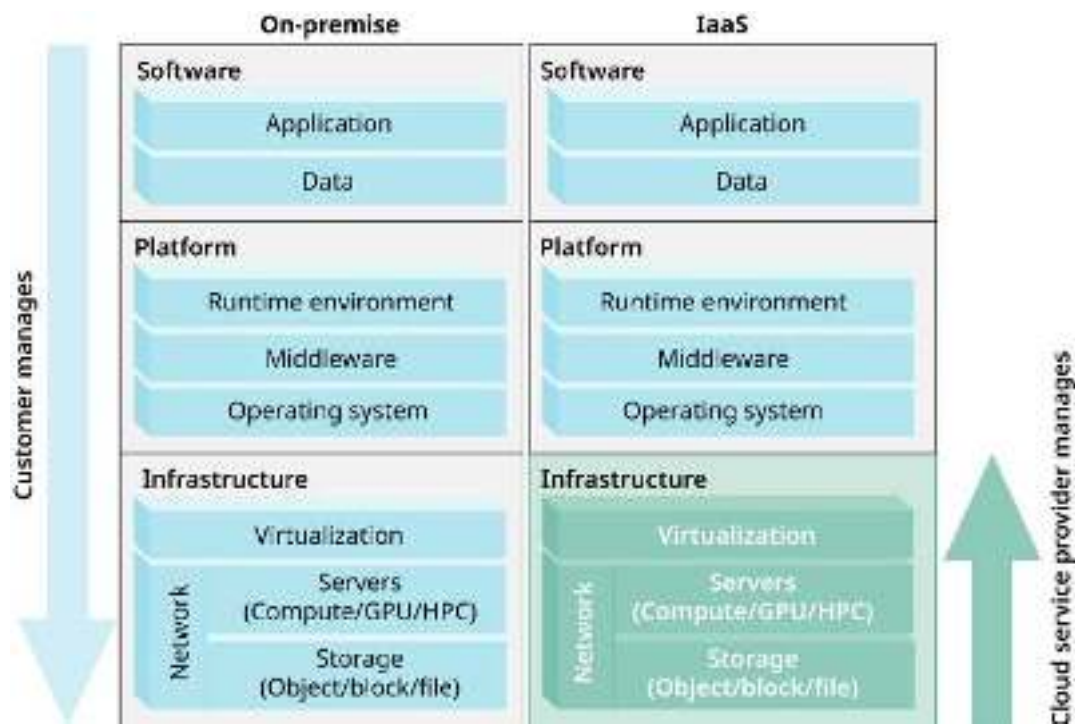 On-premise
IaaS
Customer manages
Software
Application
Data
Platform
Runtime environment
Middleware
Operating system
Infrastructure
Virtualization
Network
Servers
(Compute/GPU/HPC)
Storage
(Object/block/file)
Software
Application
Data
Platform
Runtime environment
Middleware
Operating system
Infrastructure
Virtualization
Network
Servers
(Compute/GPU/HPC)
Storage
(Object/block/file)
Cloud service provider manages